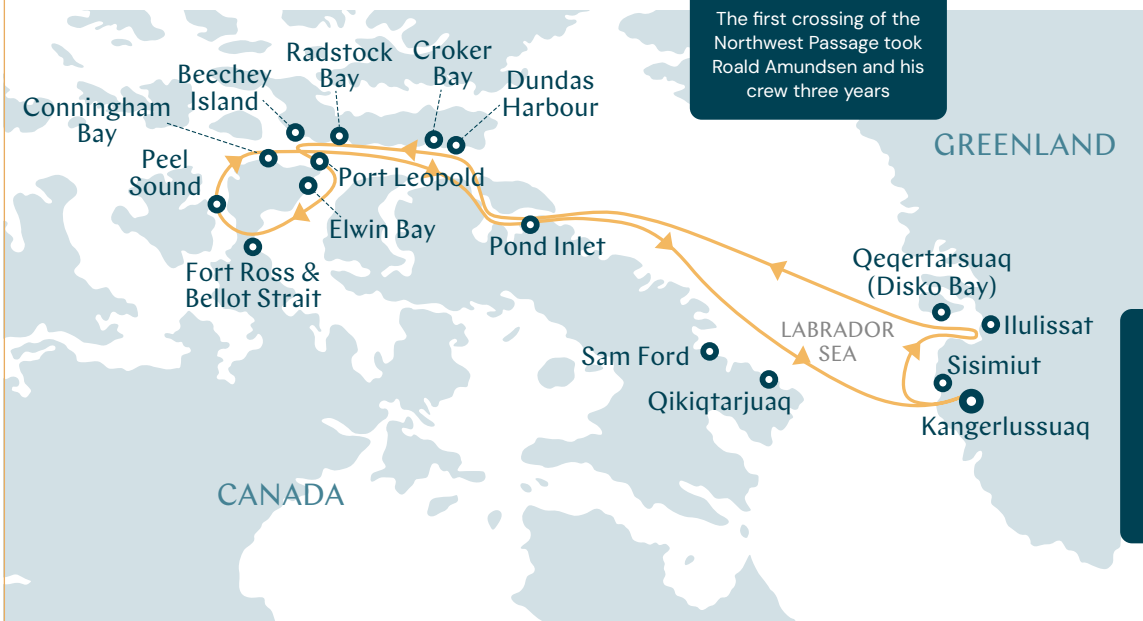 The first crossing of the
Northwest Passage took
Roald Amundsen and his
crew three years
GREENLAND
Radstock
Bay
Croker
Bay
Beechey
Island
Dundas
Harbour
Conningham
Bay
Peel
Sound
Port Leopold
Elwin Bay
Fort Ross &
Bellot Strait
Pond Inlet
Qeqertarsuaq
(Disko Bay)
Ilulissat
LABRADOR
SEA
Sam Ford
Sisimiut
Qikiqtarjuaq
Kangerlussuaq
CANADA